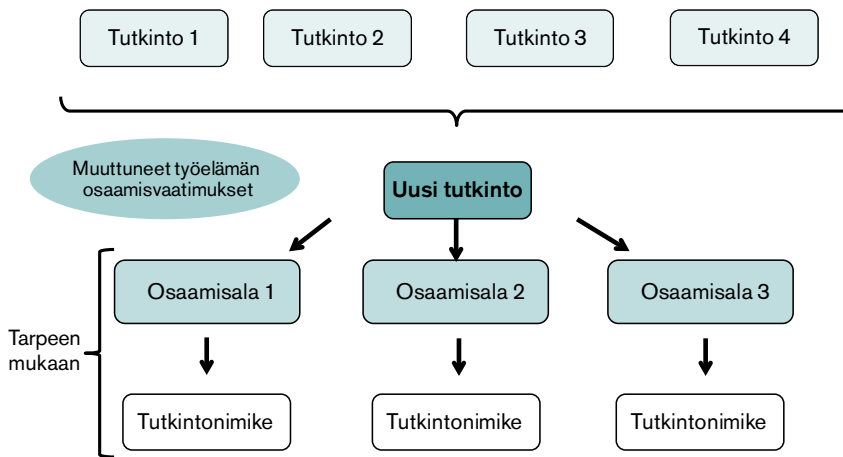 Tutkinto 1
Tutkinto 2
Tutkinto 3
Tutkinto 4
Muuttuneet työelämän
osaamisvaatimukset
Uusi tutkinto
Osaamisala 1
Osaamisala 2
Osaamisala 3
Tarpeen
mukaan
Tutkintonimike
Tutkintonimike
Tutkintonimike